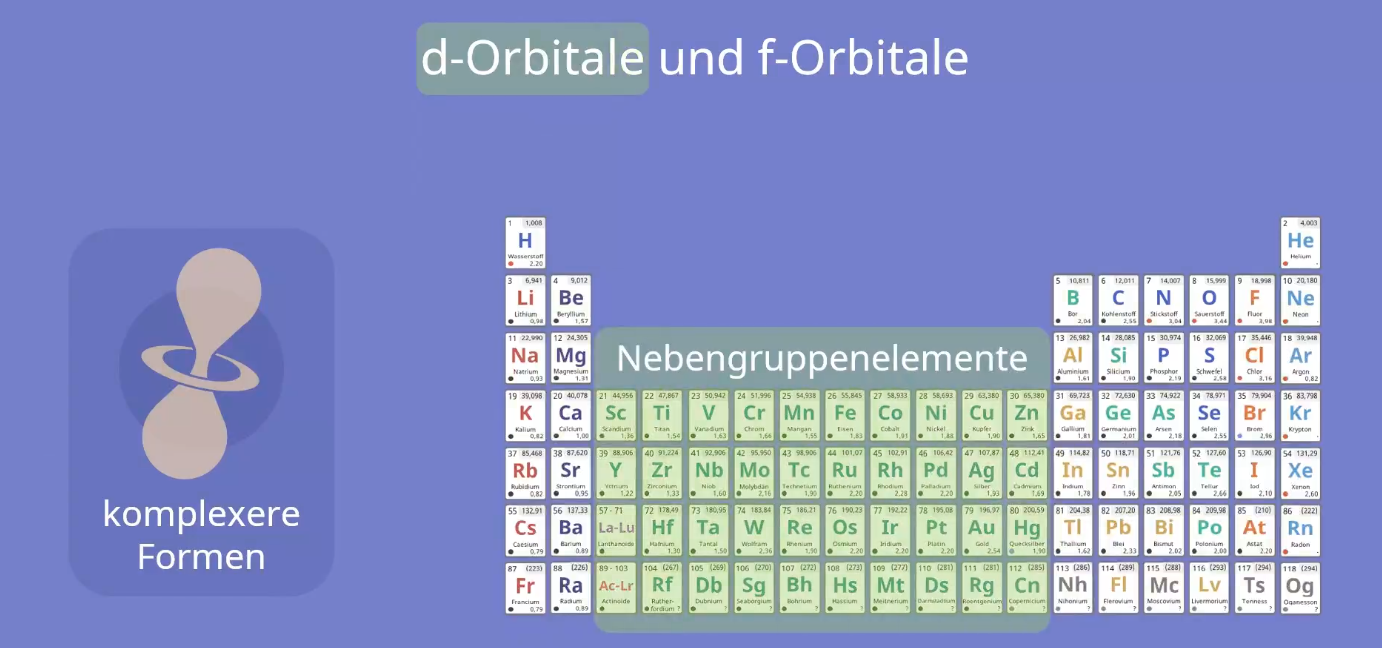 d-Orbitale und f-Orbitale
komplexere
Formen
Nebengruppenelemente
1 1,008 2 4,003
H He
Wasserstoff Helium
2,20 -
3 6,941 4 9,012 5 10,811 6 12,011 7 14,007 8 15,999 9 18,998 10 20,180
Li Be B C N O F Ne
Lithium Beryllium Bor Kohlenstoff Stickstoff Sauerstoff Fluor Neon
0,98 1,57 2,04 2,55 3,04 3,44 3,98 -
11 22,990 12 24,305 13 26,982 14 28,085 15 30,974 16 32,069 17 35,446 18 39,948
Na Mg Al Si P S Cl Ar
Natrium Magnesium Aluminium Silicium Phosphor Schwefel Chlor Argon
0,93 1,31 1,61 1,90 2,19 2,58 3,16 0,82
19 39,098 20 40,078 21 44,956 22 47,867 23 50,942 24 51,996 25 54,938 26 55,845 27 58,933 28 58,693 29 63,380 30 65,380 31 69,723 32 72,630 33 74,922 34 78,971 35 79,904 36 83,798
K Ca Sc Ti V Cr Mn Fe Co Ni Cu Zn Ga Ge As Se Br Kr
Kalium Calcium Scandium Titan Vanadium Chrom Mangan Eisen Cobalt Nickel Kupfer Zink Gallium Germanium Arsen Selen Brom Krypton
0,82 1,00 1,36 1,54 1,63 1,66 1,55 1,83 1,91 1,88 1,90 1,65 1,81 2,01 2,18 2,55 2,96 -
37 85,468 38 87,620 39 88,906 40 91,224 41 92,906 42 95,950 43 98,906 44 101,07 45 102,91 46 106,42 47 107,87 48 112,41 49 114,82 50 118,71 51 121,76 52 127,60 53 126,90 54 131,29
Rb Sr Y Zr Nb Mo Tc Ru Rh Pd Ag Cd In Sn Sb Te I Xe
Rubidium Strontium Yttrium Zirconium Niob Molybdän Technetium Ruthenium Rhodium Palladium Silber Cadmium Indium Zinn Antimon Tellur Iod Xenon
0,82 0,95 1,22 1,33 1,60 2,16 1,90 2,20 2,28 2,20 1,93 1,69 1,78 1,96 2,05 2,66 2,10 2,60
55 132,91 56 137,33 57 - 71 72 178,49 73 180,95 74 183,84 75 186,21 76 190,23 77 192,22 78 195,08 79 196,97 80 200,59 81 204,38 82 207,20 83 208,98 84 209,98 85 (210) 86 (222)
Cs Ba La-Lu Hf Ta W Re Os Ir Pt Au Hg Tl Pb Bi Po At Rn
Caesium Barium Lanthanoide Hafnium Tantal Wolfram Rhenium Osmium Iridium Platin Gold Quecksilber Thallium Blei Bismut Polonium Astat Radon
0,79 0,89 1,30 1,50 2,36 1,90 2,20 2,20 2,20 2,54 1,90 1,62 2,33 2,02 2,00 2,20 -
87 (223) 88 (226) 89 - 103 104 (267) 105 (269) 106 (270) 107 (272) 108 (273) 109 (277) 110 (281) 111 (281) 112 (285) 113 (286) 114 (289) 115 (288) 116 (293) 117 (294) 118 (294)
Fr Ra Ac-Lr Rf Db Sg Bh Hs Mt Ds Rg Cn Nh Fl Mc Lv Ts Og
Francium Radium Actinoide Ruther-fordium Dubnium Seaborgium Bohrium Hassium Meitnerium Darmstadtium Roentgenium Copernicium Nihonium Flerovium Moscovium Livermorium Tenness Oganesson
0,79 0,89 ? ? ? ? ? ? ? ? ? ? ? ? ? ? ?